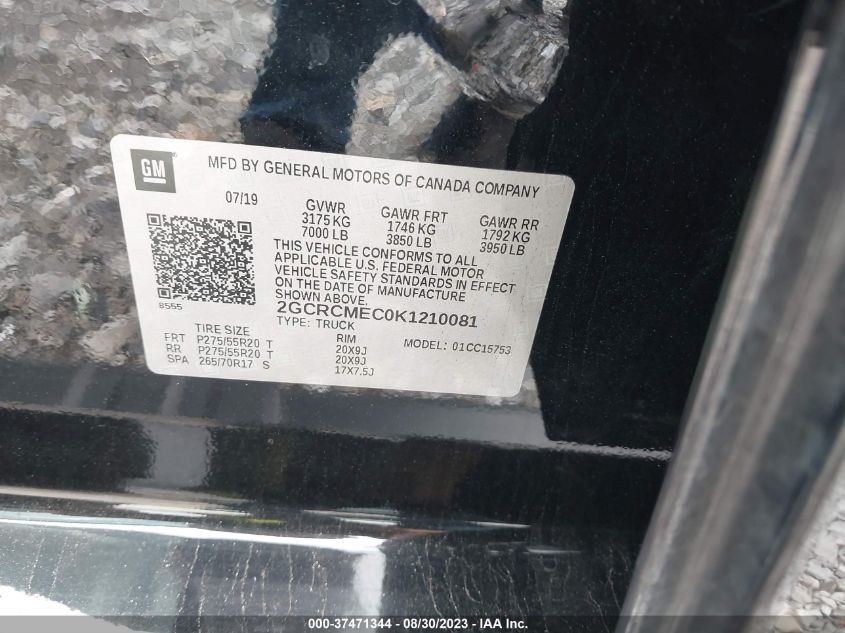 GM
MFD BY GENERAL MOTORS OF CANADA COMPANY
07/19
GVWR GAWR FRT GAWR RR
3175 KG 1746 KG 1792 KG
7000 LB 3850 LB 3950 LB
THIS VEHICLE CONFORMS TO ALL
APPLICABLE U.S. FEDERAL MOTOR
VEHICLE SAFETY STANDARDS IN EFFECT
ON THE DATE OF MANUFACTURE
SHOWN ABOVE.
8555
2GCRCMEC0K1210081
TYPE: TRUCK
MODEL: 01CC15753
TIRE SIZE RIM
FRT P275/55R20 T 20X9J
RR P275/55R20 T 20X9J
SPA 265/70R17 S 17X7.5J
000-37471344 - 08/30/2023 - IAA Inc.